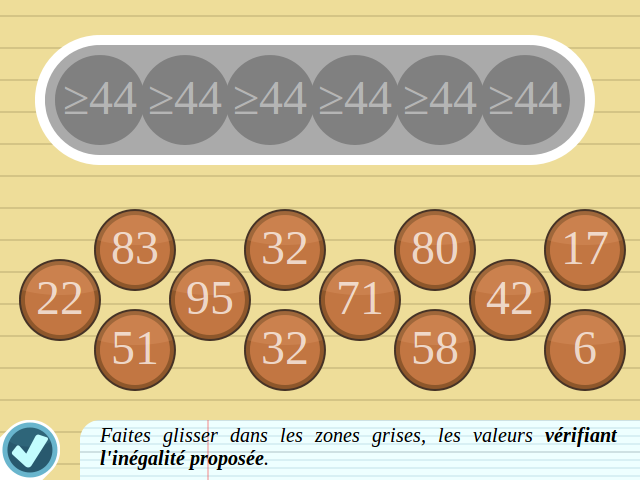 ≥44 ≥44 ≥44 ≥44 ≥44 ≥44
83 32 80 17
22 95 71 42
51 32 58 6
Faites glisser dans les zones grises, les valeurs vérifiant
l'inégalité proposée.